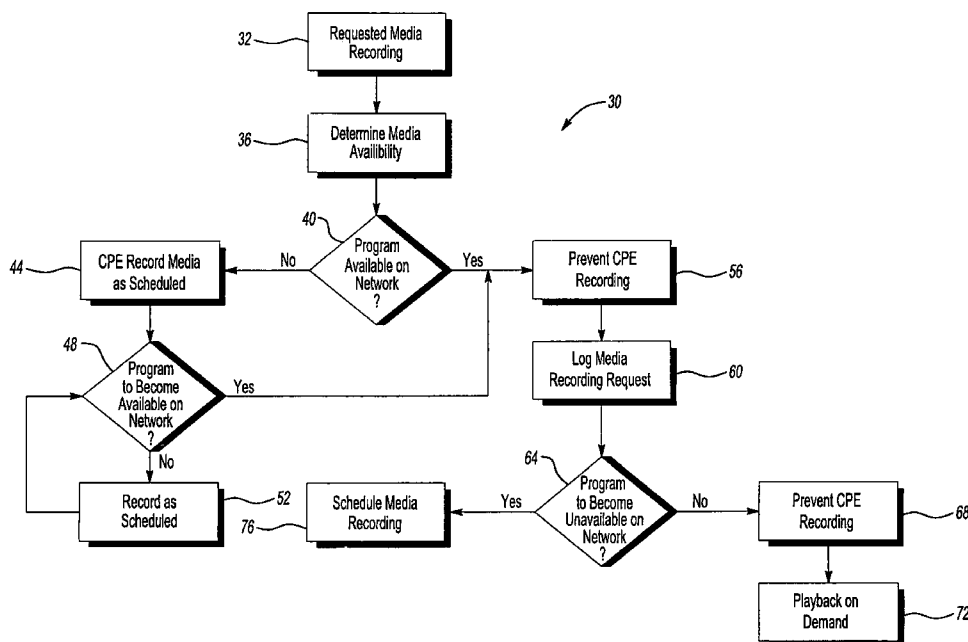 32
Requested Media
Recording
30
36
Determine Media
Availibility
40
Program
Available on
Network
?
No
Yes
44
CPE Record Media
as Scheduled
Prevent CPE
Recording
56
48
Program
to Become
Available on
Network
?
Yes
No
Log Media
Recording Request
60
Record as
Scheduled
52
Schedule Media
Recording
76
64
Program
to Become
Unavailable on
Network
?
Yes
No
Prevent CPE
Recording
68
Playback on
Demand
72